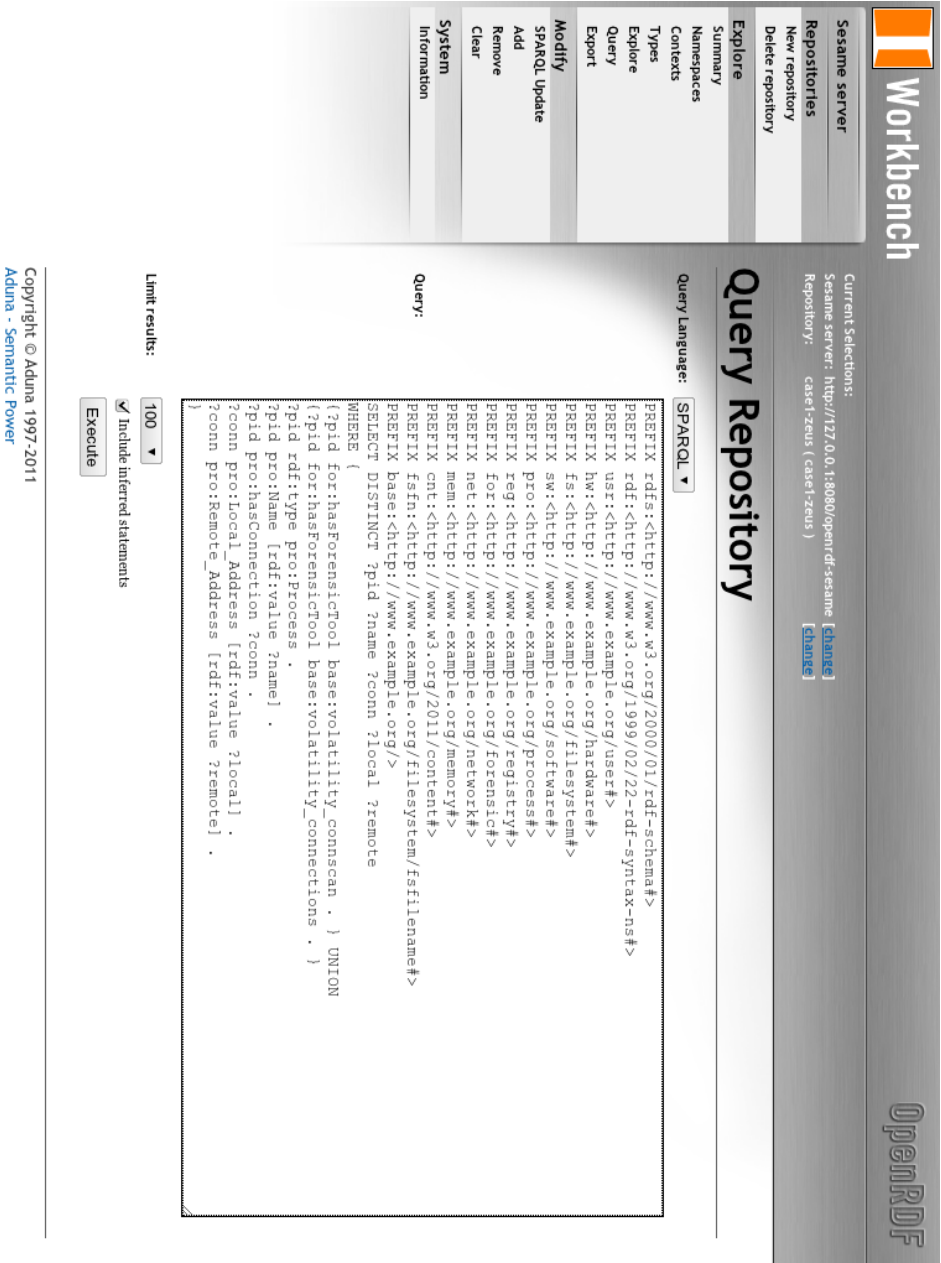 Workbench
OpenRDF
Current Selections:
Sesame server: http://127.0.0.1:8080/openrdf-sesame [change]
Repository: case1-zeus ( case1-zeus ) [change]
Sesame server
Repositories
New repository
Delete repository
Explore
Summary
Namespaces
Contexts
Types
Explore
Query
Export
Modify
SPARQL Update
Add
Remove
Clear
System
Information
Query Repository
Query Language: SPARQL
Query:
PREFIX rdfs:<http://www.w3.org/2000/01/rdf-schema#>
PREFIX rdf:<http://www.w3.org/1999/02/22-rdf-syntax-ns#>
PREFIX usr:<http://www.example.org/user#>
PREFIX hw:<http://www.example.org/hardware#>
PREFIX fs:<http://www.example.org/filesystem#>
PREFIX sw:<http://www.example.org/software#>
PREFIX pro:<http://www.example.org/process#>
PREFIX reg:<http://www.example.org/registry#>
PREFIX for:<http://www.example.org/forensic#>
PREFIX net:<http://www.example.org/network#>
PREFIX mem:<http://www.example.org/memory#>
PREFIX cnt:<http://www.w3.org/2011/content#>
PREFIX fsfn:<http://www.example.org/filesystem/fsfilename#>
PREFIX base:<http://www.example.org/>
SELECT DISTINCT ?pid ?name ?conn ?local ?remote
WHERE {
{?pid for:hasForensicTool base:volatility_connscan . } UNION
{?pid for:hasForensicTool base:volatility_connections . }
?pid rdf:type pro:Process .
?pid pro:Name [rdf:value ?name] .
?pid pro:hasConnection ?conn .
?conn pro:Local_Address [rdf:value ?local] .
?conn pro:Remote_Address [rdf:value ?remote] .
}
Limit results: 100
Include inferred statements
Execute
Copyright © Aduna 1997-2011
Aduna - Semantic Power